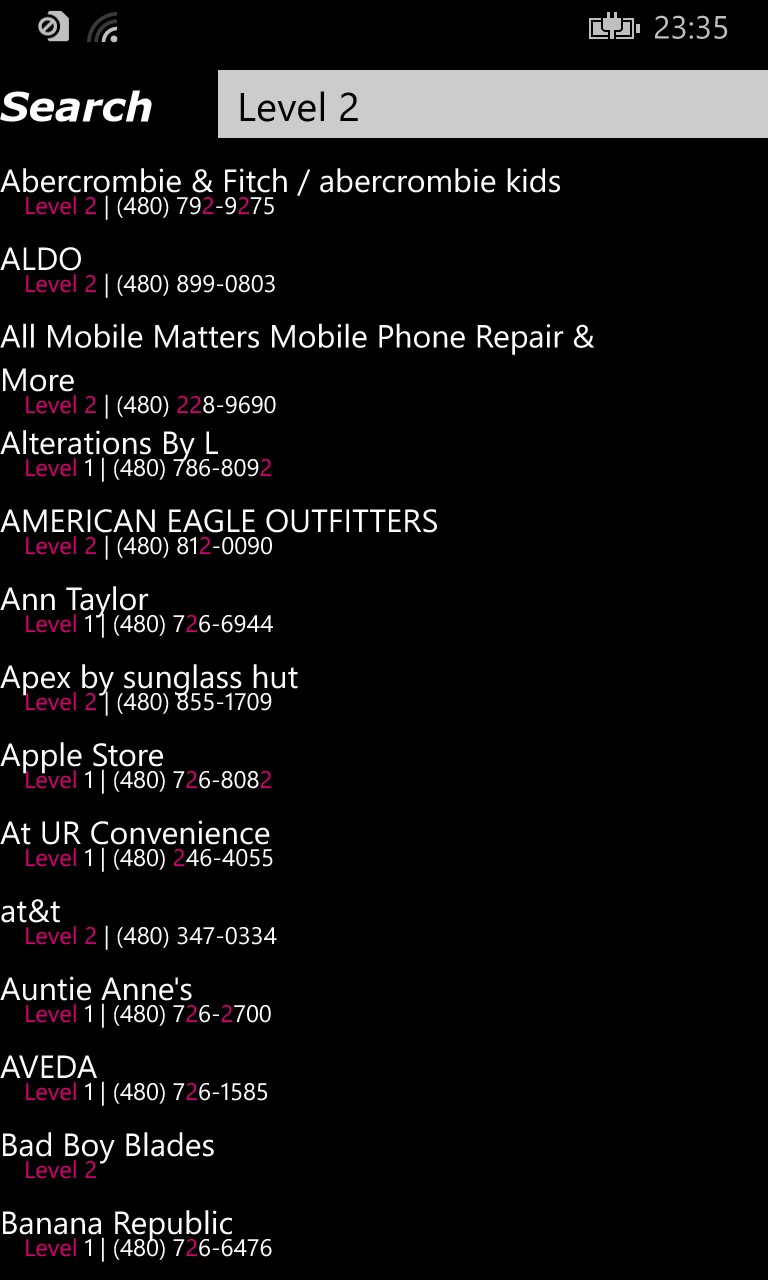 23:35
Search
Level 2
Abercrombie & Fitch / abercrombie kids
Level 2 | (480) 792-9275
ALDO
Level 2 | (480) 899-0803
All Mobile Matters Mobile Phone Repair &
More
Level 2 | (480) 228-9690
Alterations By L
Level 1 | (480) 786-8092
AMERICAN EAGLE OUTFITTERS
Level 2 | (480) 812-0090
Ann Taylor
Level 1 | (480) 726-6944
Apex by sunglass hut
Level 2 | (480) 855-1709
Apple Store
Level 1 | (480) 726-8082
At UR Convenience
Level 1 | (480) 246-4055
at&t
Level 2 | (480) 347-0334
Auntie Anne's
Level 1 | (480) 726-2700
AVEDA
Level 1 | (480) 726-1585
Bad Boy Blades
Level 2
Banana Republic
Level 1 | (480) 726-6476